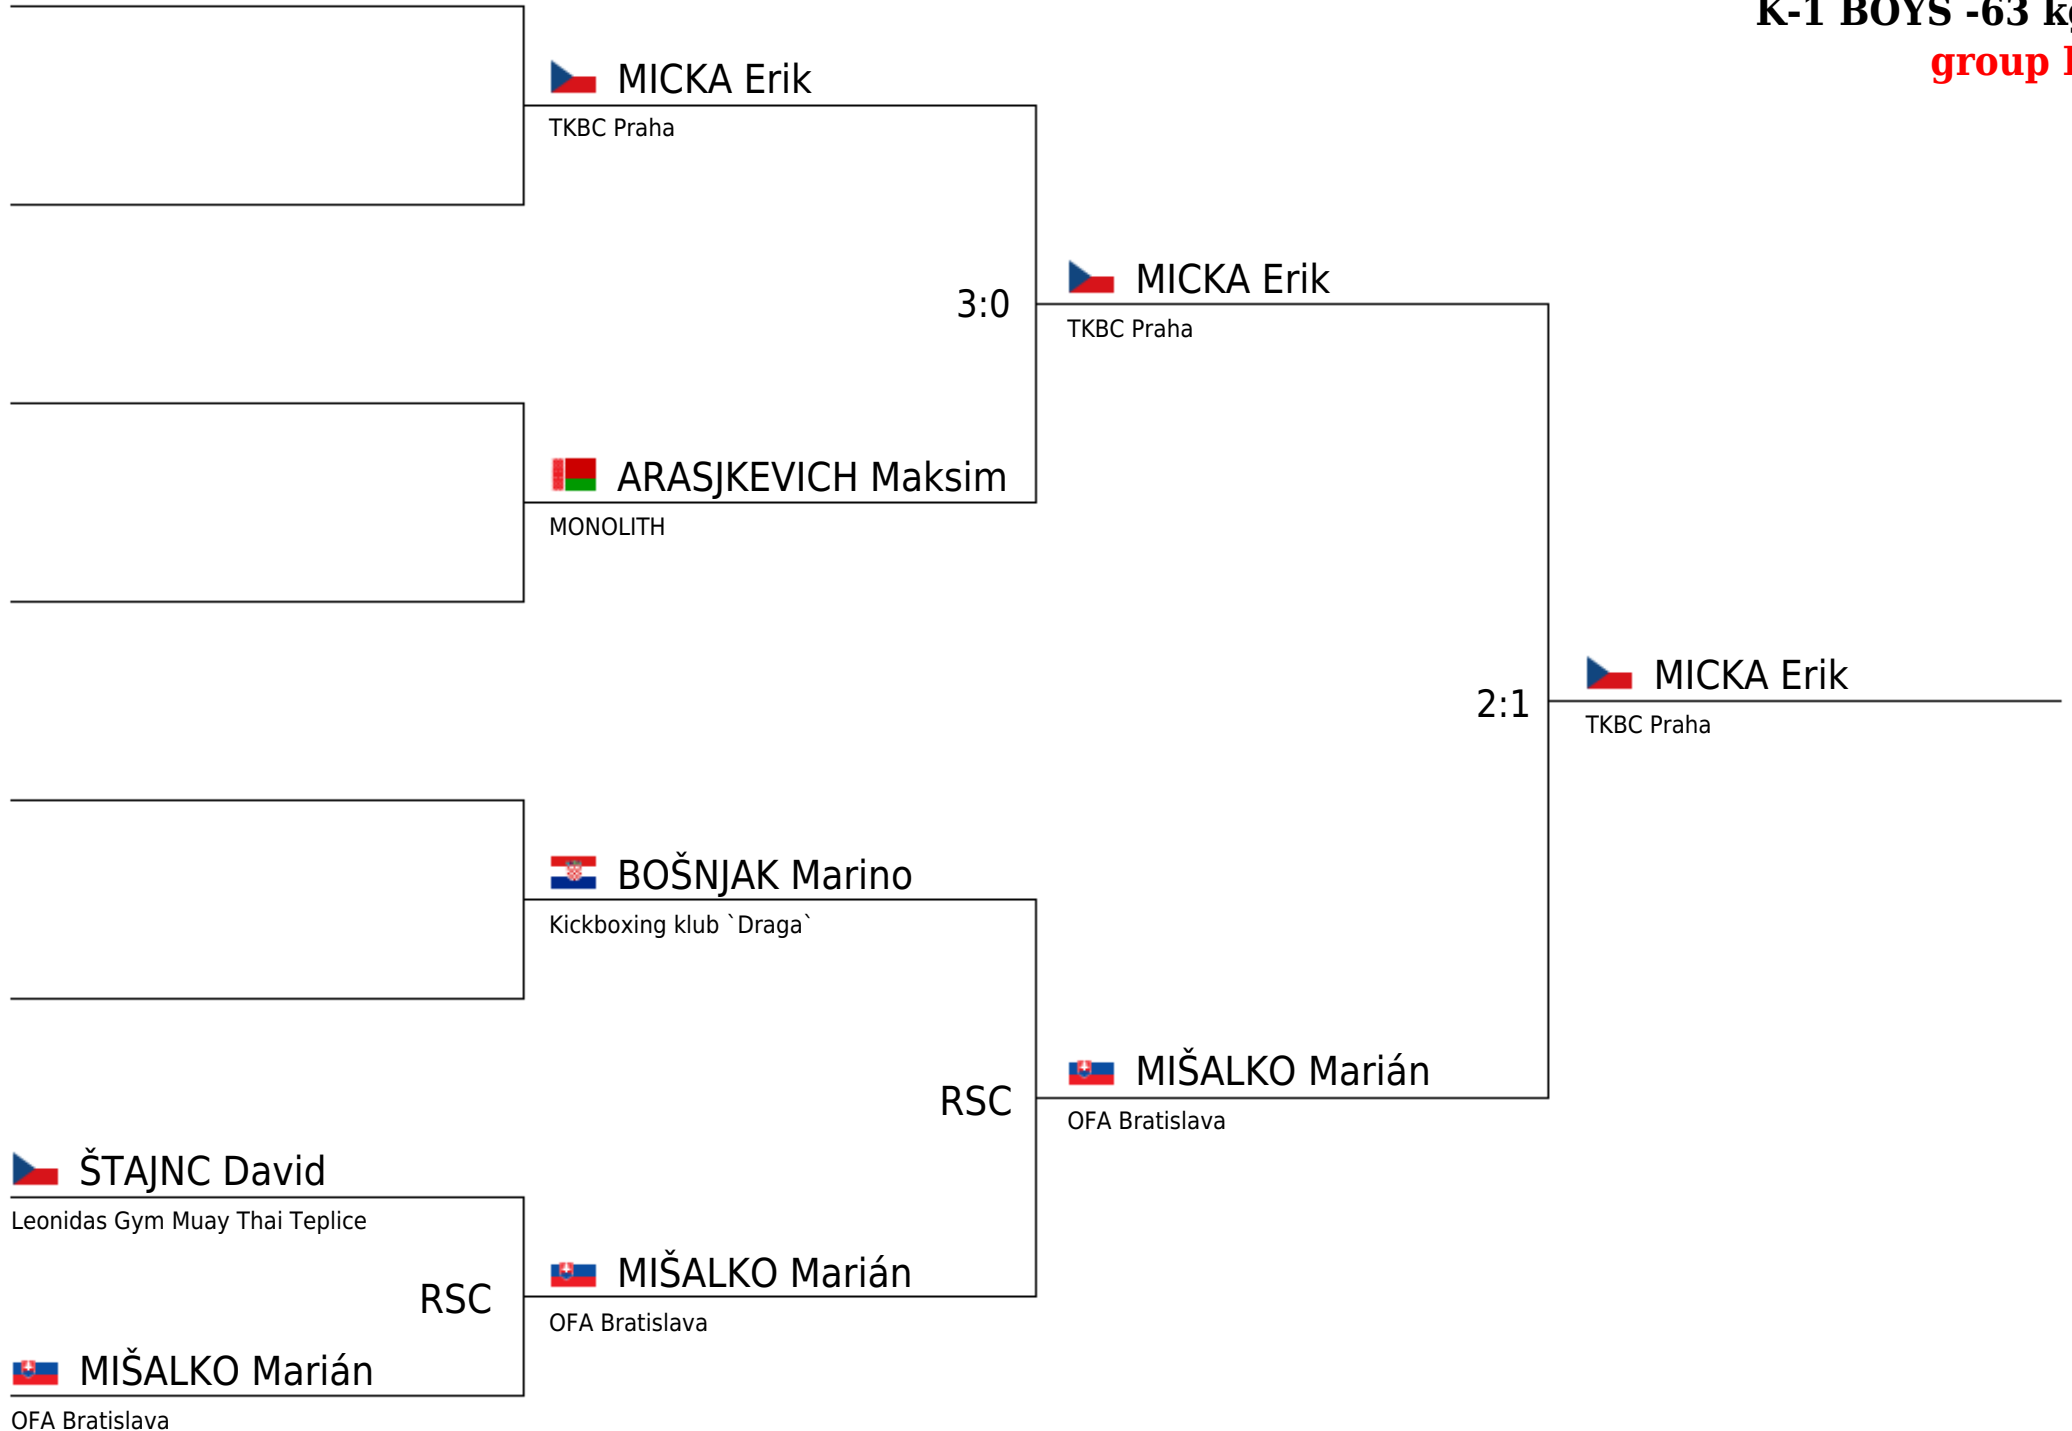 K-1 BOYS -63
group
MICKA Erik
TKBC Praha
3:0
MICKA Erik
TKBC Praha
ARASJKEVICH Maksim
MONOLITH
2:1
MICKA Erik
TKBC Praha
BOŠNJAK Marino
Kickboxing klub `Draga`
RSC
MIŠALKO Marián
OFA Bratislava
ŠTAJNC David
Leonidas Gym Muay Thai Teplice
RSC
MIŠALKO Marián
OFA Bratislava
MIŠALKO Marián
OFA Bratislava